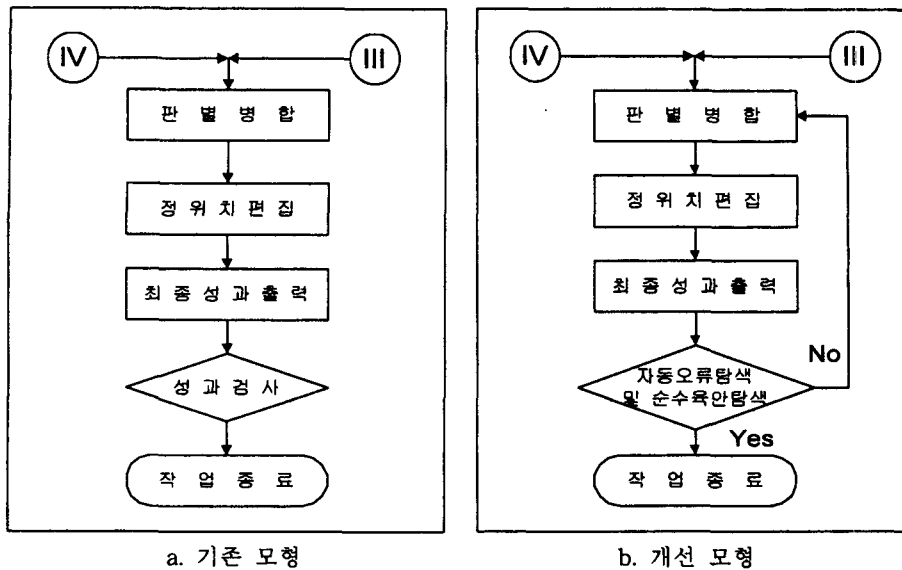 IV III
판 별 병 합
정 위 치 편 집
최 종 성 과 출 력
성 과 검 사
작 업 종 료
a. 기존 모형
IV III
판 별 병 합
정 위 치 편 집
최 종 성 과 출 력
자동오류탐색
및 순수육안탐색
No
Yes
작 업 종 료
b. 개선 모형